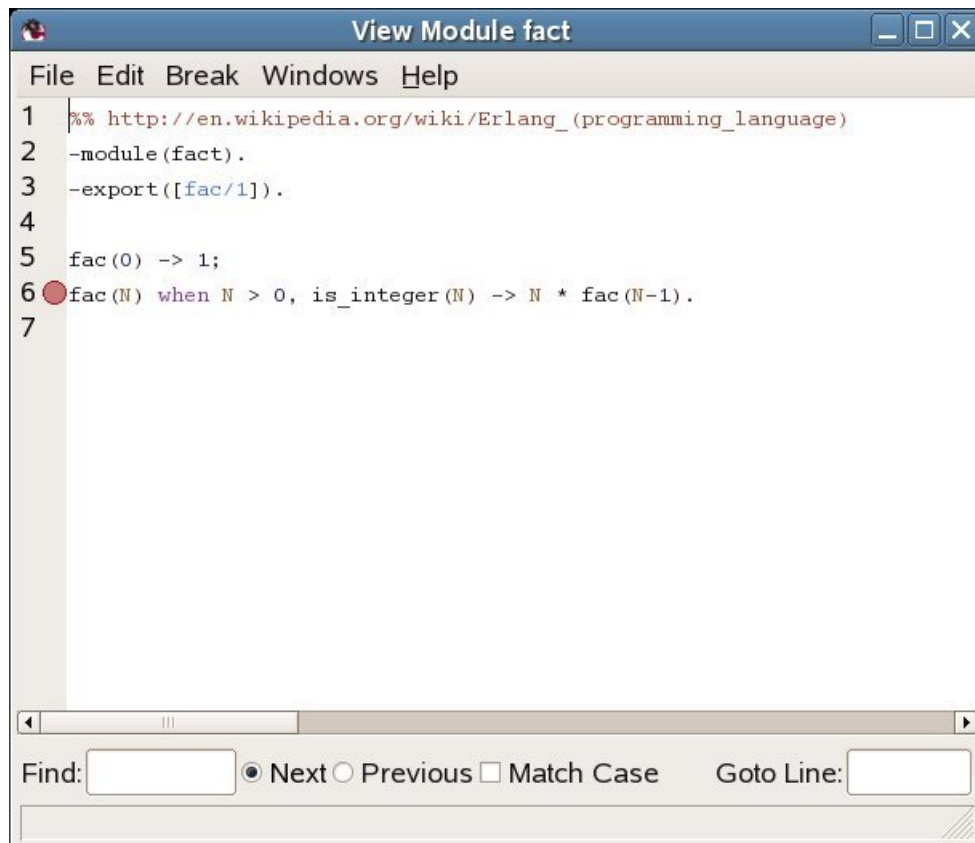 View Module fact
File Edit Break Windows Help
1 %% http://en.wikipedia.org/wiki/Erlang_(programming_language)
2 -module(fact).
3 -export([fac/1]).
4
5 fac(0) -> 1;
6 fac(N) when N > 0, is_integer(N) -> N * fac(N-1).
7
Find: Next Previous Match Case Goto Line: